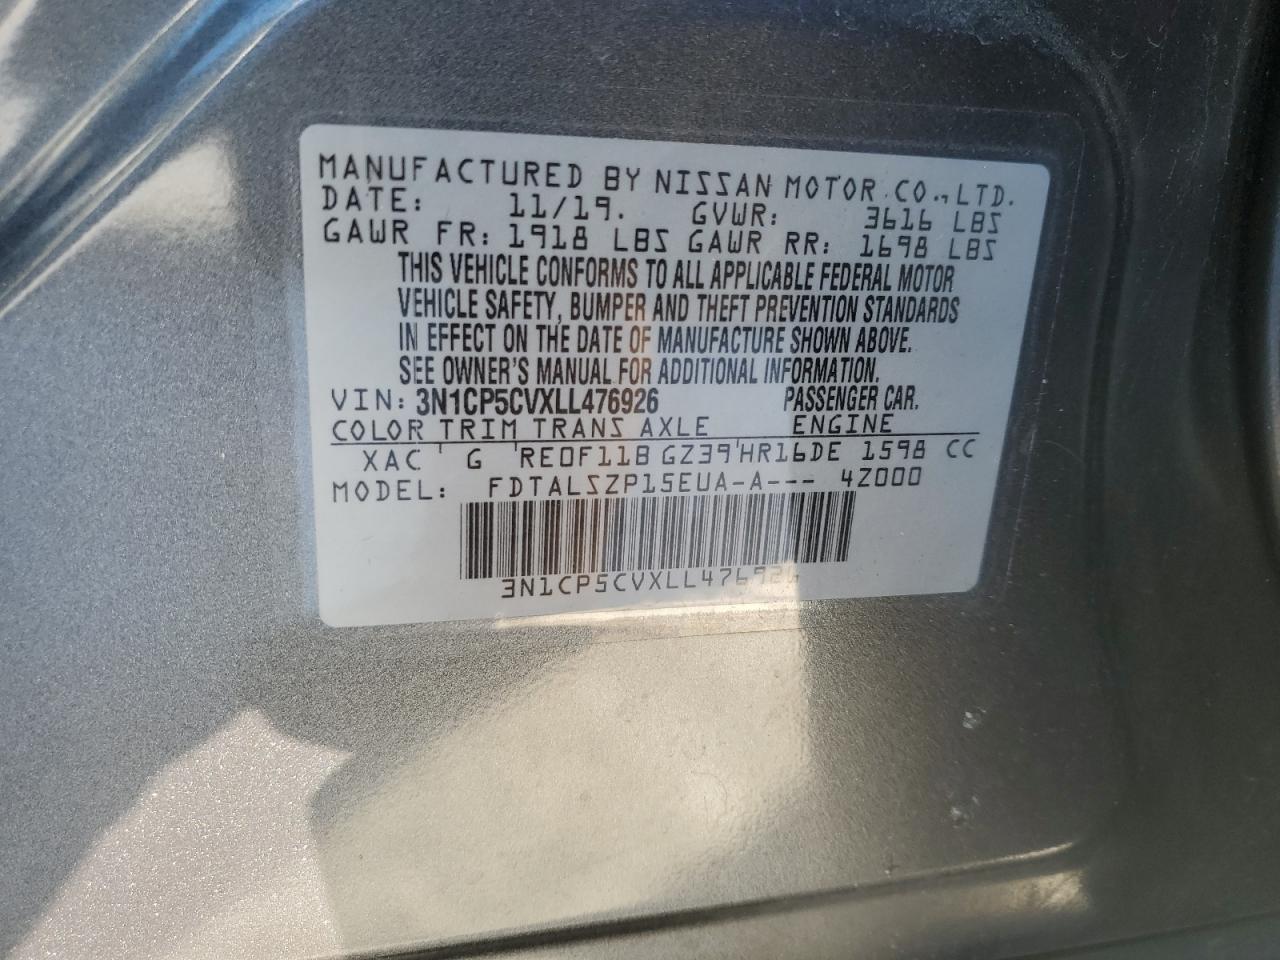 MANUFACTURED BY NISSAN MOTOR CO., LTD.
DATE: 11/19. GVWR: 3616 LBS
GAWR FR: 1918 LBS GAWR RR: 1698 LBS
THIS VEHICLE CONFORMS TO ALL APPLICABLE FEDERAL MOTOR
VEHICLE SAFETY, BUMPER AND THEFT PREVENTION STANDARDS
IN EFFECT ON THE DATE OF MANUFACTURE SHOWN ABOVE.
SEE OWNER'S MANUAL FOR ADDITIONAL INFORMATION.
VIN: 3N1CP5CVXLL476926 PASSENGER CAR.
COLOR TRIM TRANS AXLE ENGINE
XAC G RE0F11B GZ39 HR16DE 1598 CC
MODEL: FDTALSZP15EUA-A--- 4Z000
3N1CP5CVXLL476926